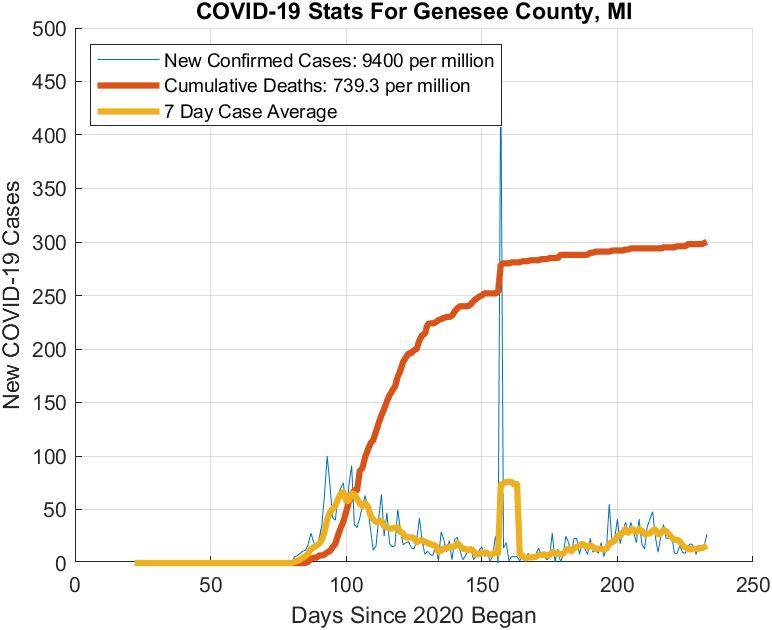 COVID-19 Stats For Genesee County, MI
500
450
400
350
300
250
200
150
100
50
0
New COVID-19 Cases
New Confirmed Cases: 9400 per million
Cumulative Deaths: 739.3 per million
7 Day Case Average
0 50 100 150 200 250
Days Since 2020 Began